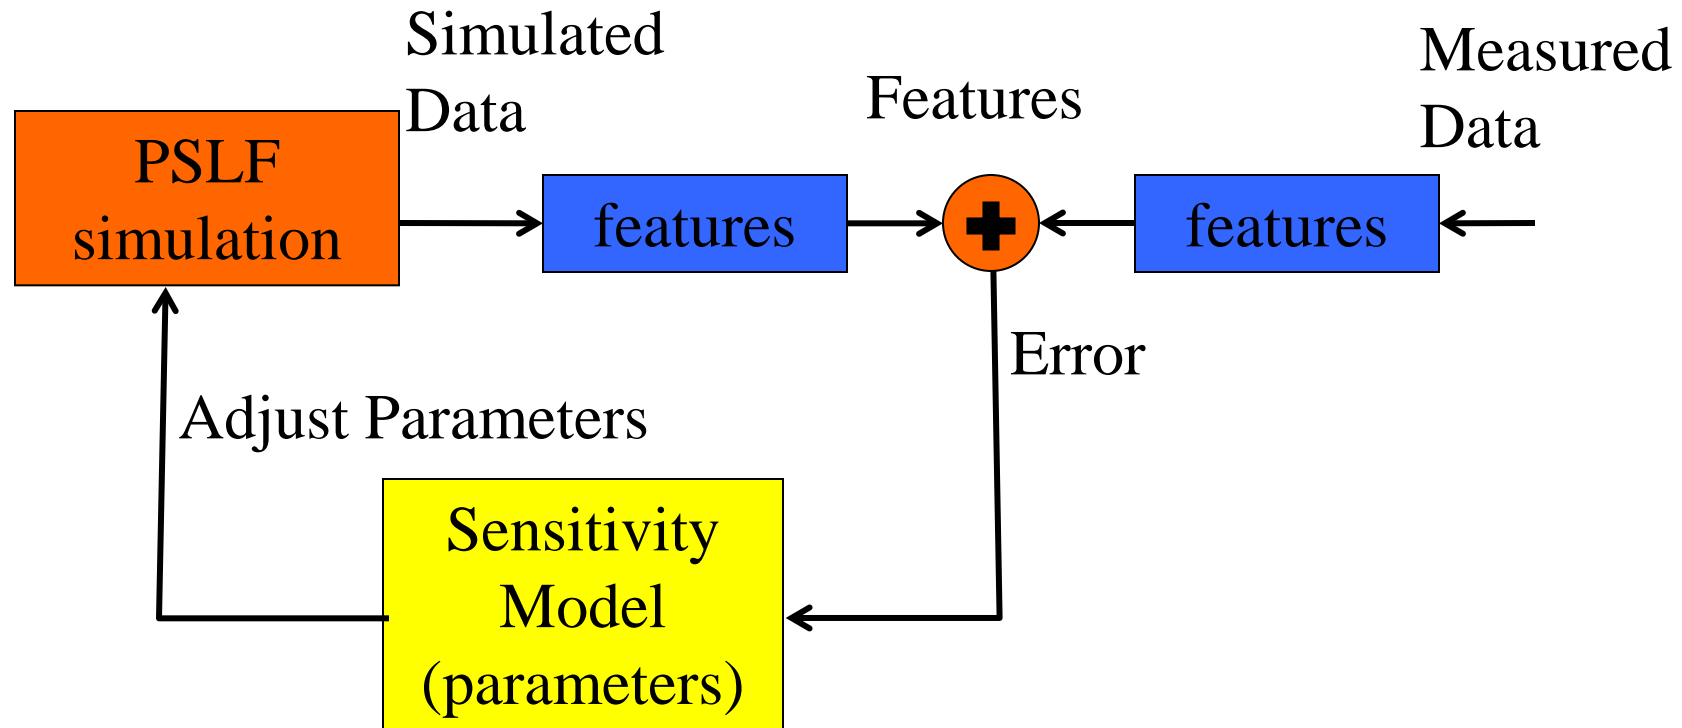 Simulated
Data
Features
Measured
Data
PSLF
simulation
features
features
Error
Adjust Parameters
Sensitivity
Model
(parameters)